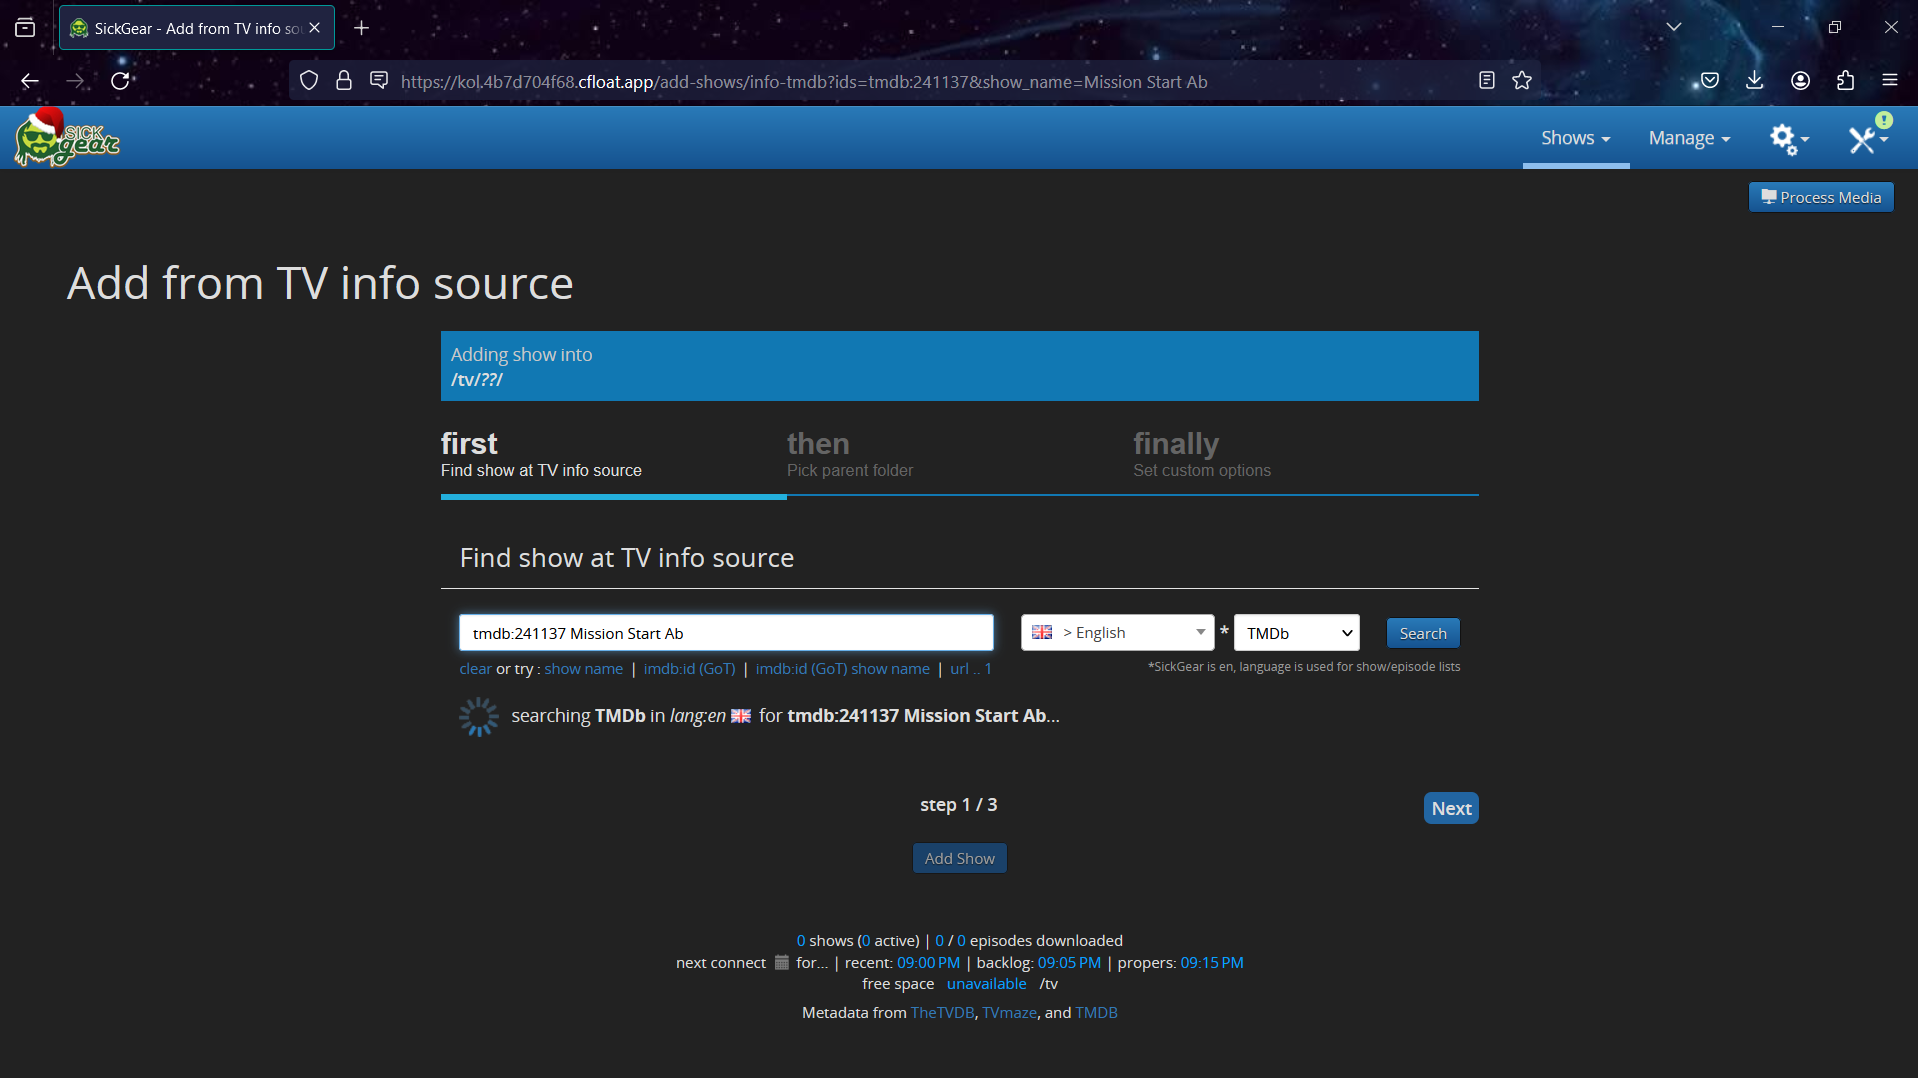 SickGear - Add from TV info so
https://kol.4b7d704f68.cfloat.app/add-shows/info-tmdb?ids=tmdb:241137&show_name=Mission Start Ab
SICK gear
Shows
Manage
!
Process Media
Add from TV info source
Adding show into
/tv/??/
first
Find show at TV info source
then
Pick parent folder
finally
Set custom options
Find show at TV info source
tmdb:241137 Mission Start Ab
> English
*
TMDb
Search
clear or try : show name | imdb:id (GoT) | imdb:id (GoT) show name | url .. 1
*SickGear is en, language is used for show/episode lists
searching TMDb in lang:en for tmdb:241137 Mission Start Ab...
step 1 / 3
Next
Add Show
0 shows (0 active) | 0 / 0 episodes downloaded
next connect for... | recent: 09:00 PM | backlog: 09:05 PM | propers: 09:15 PM
free space unavailable /tv
Metadata from TheTVDB, TVmaze, and TMDB